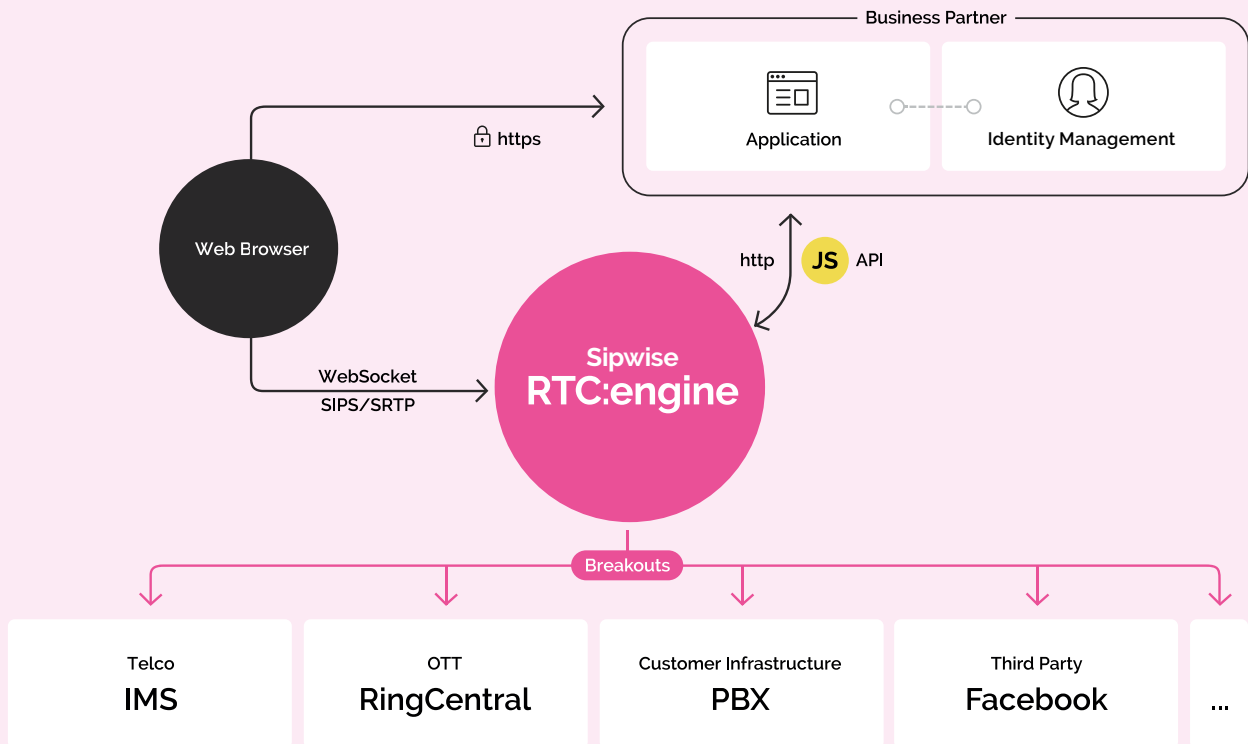 Business Partner
Application
Identity Management
https
Web Browser
http
JS
API
Sipwise
RTC:engine
WebSocket
SIPS/SRTP
Breakouts
Telco
IMS
OTT
RingCentral
Customer Infrastructure
PBX
Third Party
Facebook
...